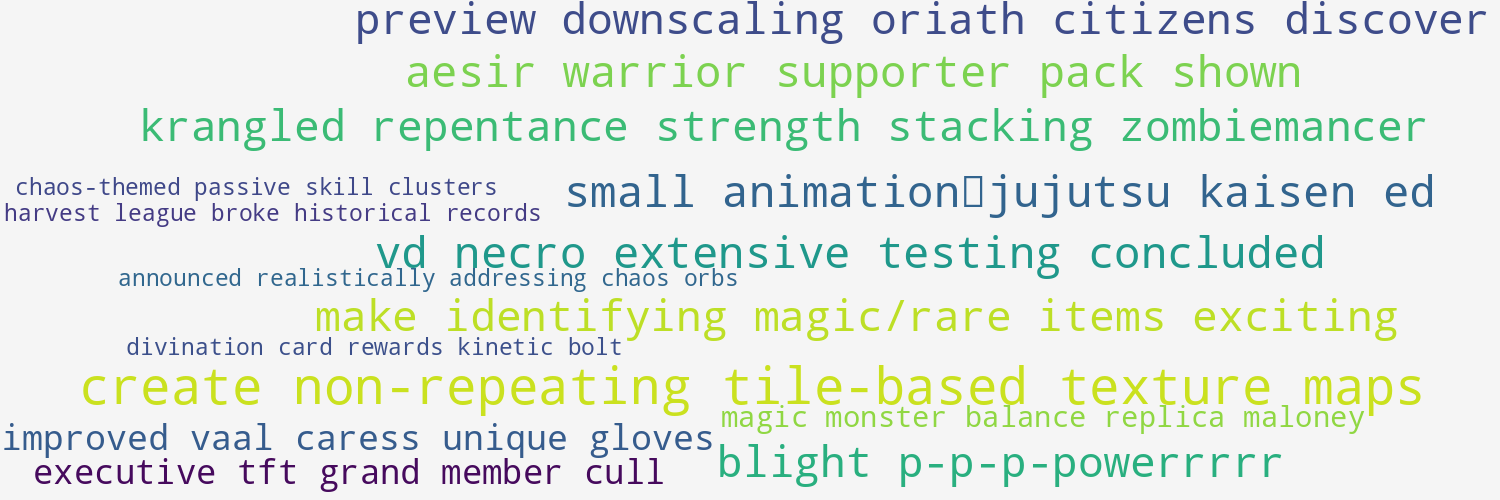 preview downscaling oriath citizens discover
aesir warrior supporter pack shown
krangled repentance strength stacking zombiemancer
chaos-themed passive skill clusters
small animation▯jujutsu kaisen ed
harvest league broke historical records
vd necro extensive testing concluded
announced realistically addressing chaos orbs
make identifying magic/rare items exciting
divination card rewards kinetic bolt
create non-repeating tile-based texture maps
magic monster balance replica maloney
improved vaal caress unique gloves
blight p-p-p-powerrrrr
executive tft grand member cull